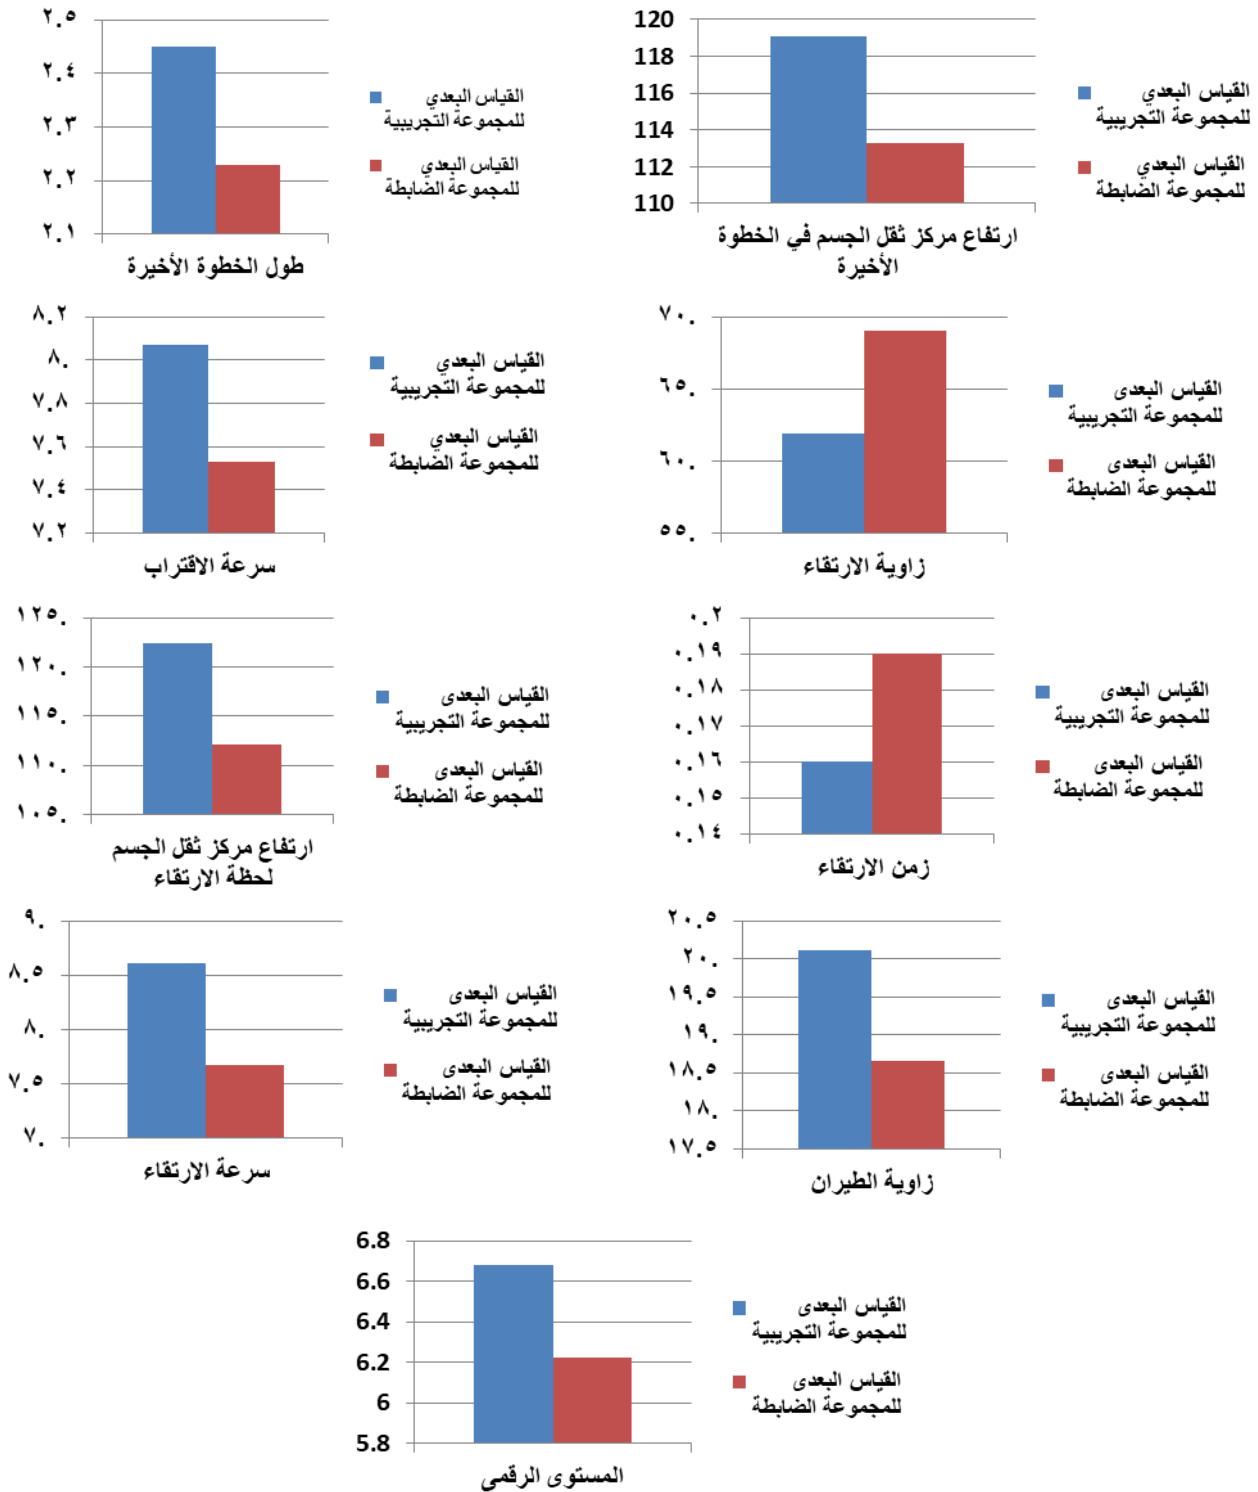 ٢.٥
٢.٤
٢.٣
٢.٢
٢.١
القياس البعدي
للمجموعة التجريبية
القياس البعدي
للمجموعة الضابطة
طول الخطوة الأخيرة
120
118
116
114
112
110
القياس البعدي
للمجموعة التجريبية
القياس البعدي
للمجموعة الضابطة
ارتفاع مركز ثقل الجسم في الخطوة
الأخيرة
٨.٢
٨.
٧.٨
٧.٦
٧.٤
٧.٢
القياس البعدي
للمجموعة التجريبية
القياس البعدي
للمجموعة الضابطة
سرعة الاقتراب
٧٠.
٦٥.
٦٠.
٥٥.
القياس البعدى
للمجموعة التجريبية
القياس البعدى
للمجموعة الضابطة
زاوية الارتقاء
١٢٥.
١٢٠.
١١٥.
١١٠.
١٠٥.
القياس البعدى
للمجموعة التجريبية
القياس البعدى
للمجموعة الضابطة
ارتفاع مركز ثقل الجسم
لحظة الارتقاء
٠.٢
٠.١٩
٠.١٨
٠.١٧
٠.١٦
٠.١٥
٠.١٤
القياس البعدى
للمجموعة التجريبية
القياس البعدى
للمجموعة الضابطة
زمن الارتقاء
٩.
٨.٥
٨.
٧.٥
٧.
القياس البعدى
للمجموعة التجريبية
القياس البعدى
للمجموعة الضابطة
سرعة الارتقاء
٢٠.٥
٢٠.
١٩.٥
١٩.
١٨.٥
١٨.
١٧.٥
القياس البعدى
للمجموعة التجريبية
القياس البعدى
للمجموعة الضابطة
زاوية الطيران
6.8
6.6
6.4
6.2
6
5.8
القياس البعدى
للمجموعة التجريبية
القياس البعدى
للمجموعة الضابطة
المستوى الرقمى